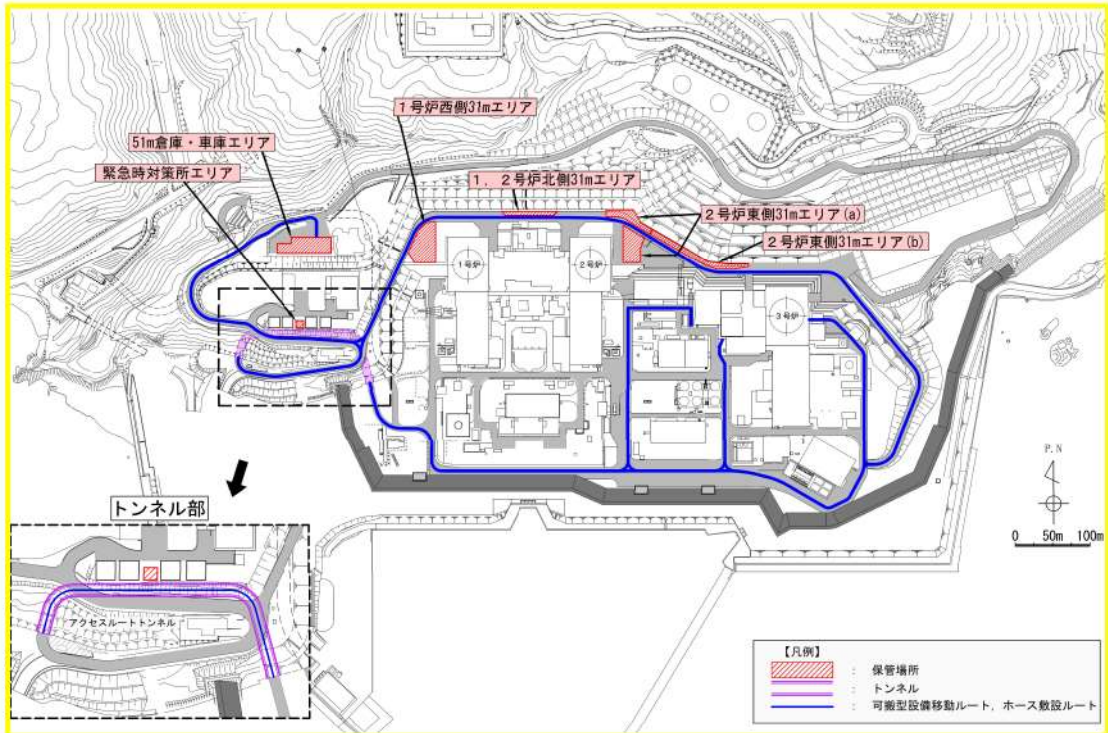 1号炉西側31mエリア
51m倉庫・車庫エリア
緊急時対策所エリア
1,2号炉北側31mエリア
2号炉東側31mエリア(a)
2号炉東側31mエリア(b)
1号炉
2号炉
3号炉
P.N
0 50m 100m
トンネル部
アクセスルートトンネル
【凡例】
: 保管場所
: トンネル
: 可搬型設備移動ルート,ホース敷設ルート